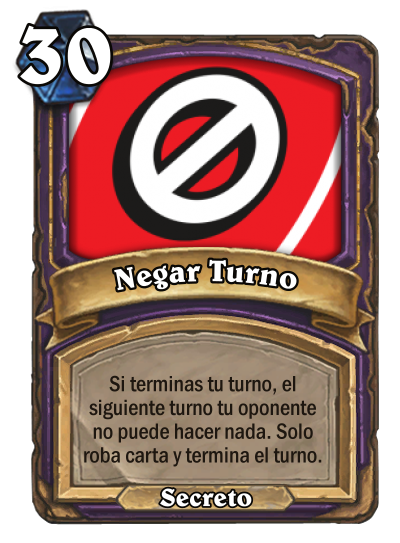 30
Negar Turno
Si terminas tu turno, el
siguiente turno tu oponente
no puede hacer nada. Solo
roba carta y termina el turno.
Secreto